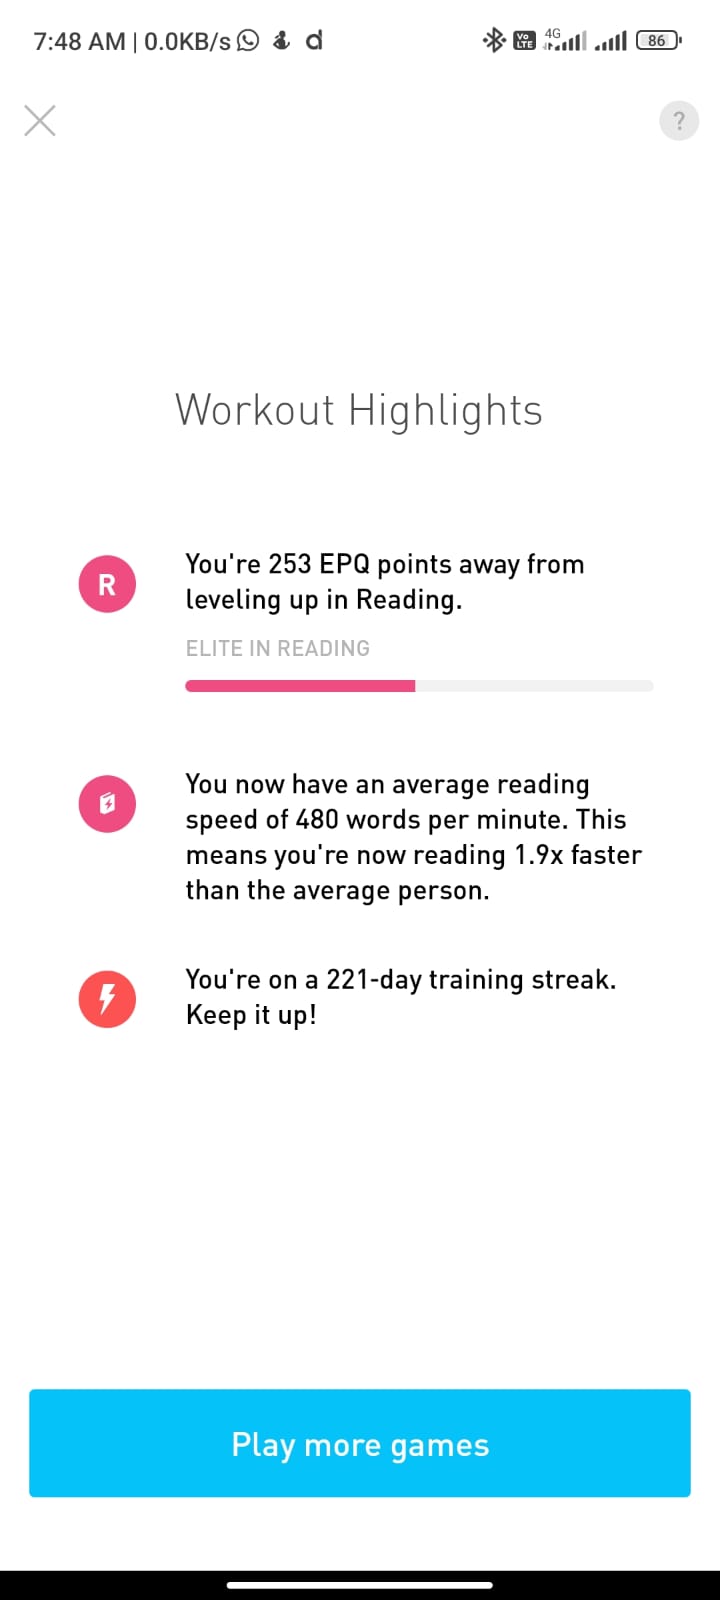 7:48 AM | 0.0KB/s d Vo LTE 4G 86
?
Workout Highlights
R
You're 253 EPQ points away from
leveling up in Reading.
ELITE IN READING
You now have an average reading
speed of 480 words per minute. This
means you're now reading 1.9x faster
than the average person.
You're on a 221-day training streak.
Keep it up!
Play more games